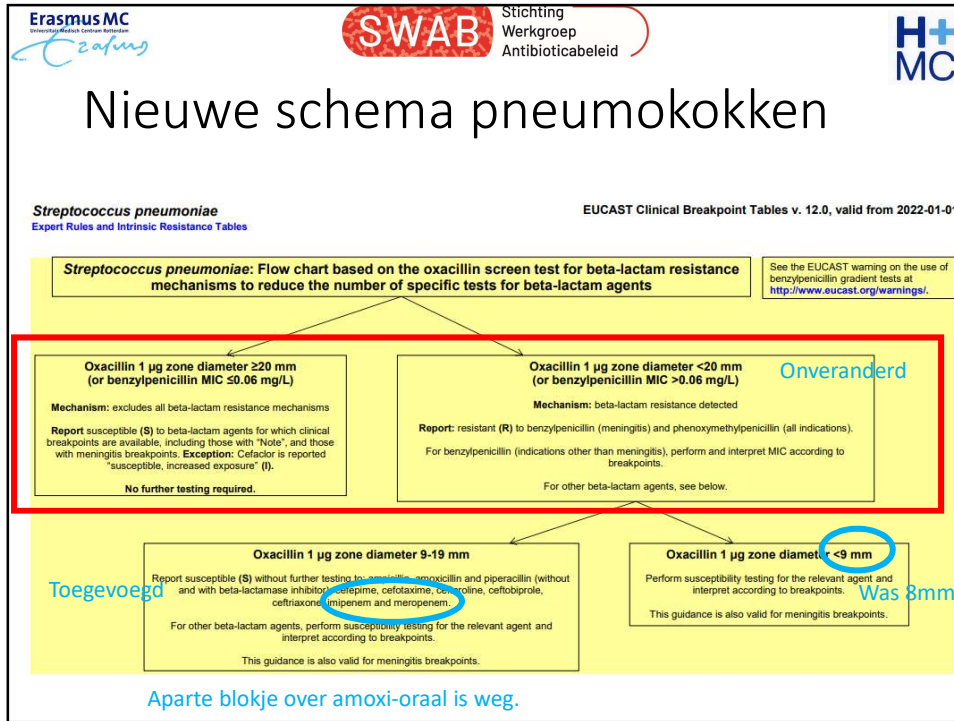 Erasmus MC
Universitair Medisch Centrum Rotterdam
Erasmus
SWAB
Stichting
Werkgroep
Antibioticabeleid
H+
MC
Nieuwe schema pneumokokken
Streptococcus pneumoniae
Expert Rules and Intrinsic Resistance Tables
EUCAST Clinical Breakpoint Tables v. 12.0, valid from 2022-01-01
Streptococcus pneumoniae: Flow chart based on the oxacillin screen test for beta-lactam resistance
mechanisms to reduce the number of specific tests for beta-lactam agents
See the EUCAST warning on the use of
benzylpenicillin gradient tests at
http://www.eucast.org/warnings/.
Oxacillin 1 µg zone diameter ≥20 mm
(or benzylpenicillin MIC ≤0.06 mg/L)
Mechanism: excludes all beta-lactam resistance mechanisms
Report susceptible (S) to beta-lactam agents for which clinical
breakpoints are available, including those with "Note", and those
with meningitis breakpoints. Exception: Cefaclor is reported
"susceptible, increased exposure" (I).
No further testing required.
Oxacillin 1 µg zone diameter <20 mm
(or benzylpenicillin MIC >0.06 mg/L)
Onveranderd
Mechanism: beta-lactam resistance detected
Report: resistant (R) to benzylpenicillin (meningitis) and phenoxymethylpenicillin (all indications).
For benzylpenicillin (indications other than meningitis), perform and interpret MIC according to
breakpoints.
For other beta-lactam agents, see below.
Oxacillin 1 µg zone diameter 9-19 mm
Toegevoegd
Report susceptible (S) without further testing to: ampicillin, amoxicillin and piperacillin (without
and with beta-lactamase inhibitor), cefepime, cefotaxime, ceftaroline, ceftobiprole,
ceftriaxone, imipenem and meropenem.
For other beta-lactam agents, perform susceptibility testing for the relevant agent and
interpret according to breakpoints.
This guidance is also valid for meningitis breakpoints.
Oxacillin 1 µg zone diameter <9 mm
Perform susceptibility testing for the relevant agent and
interpret according to breakpoints.
Was 8mm
This guidance is also valid for meningitis breakpoints.
Aparte blokje over amoxi-oraal is weg.